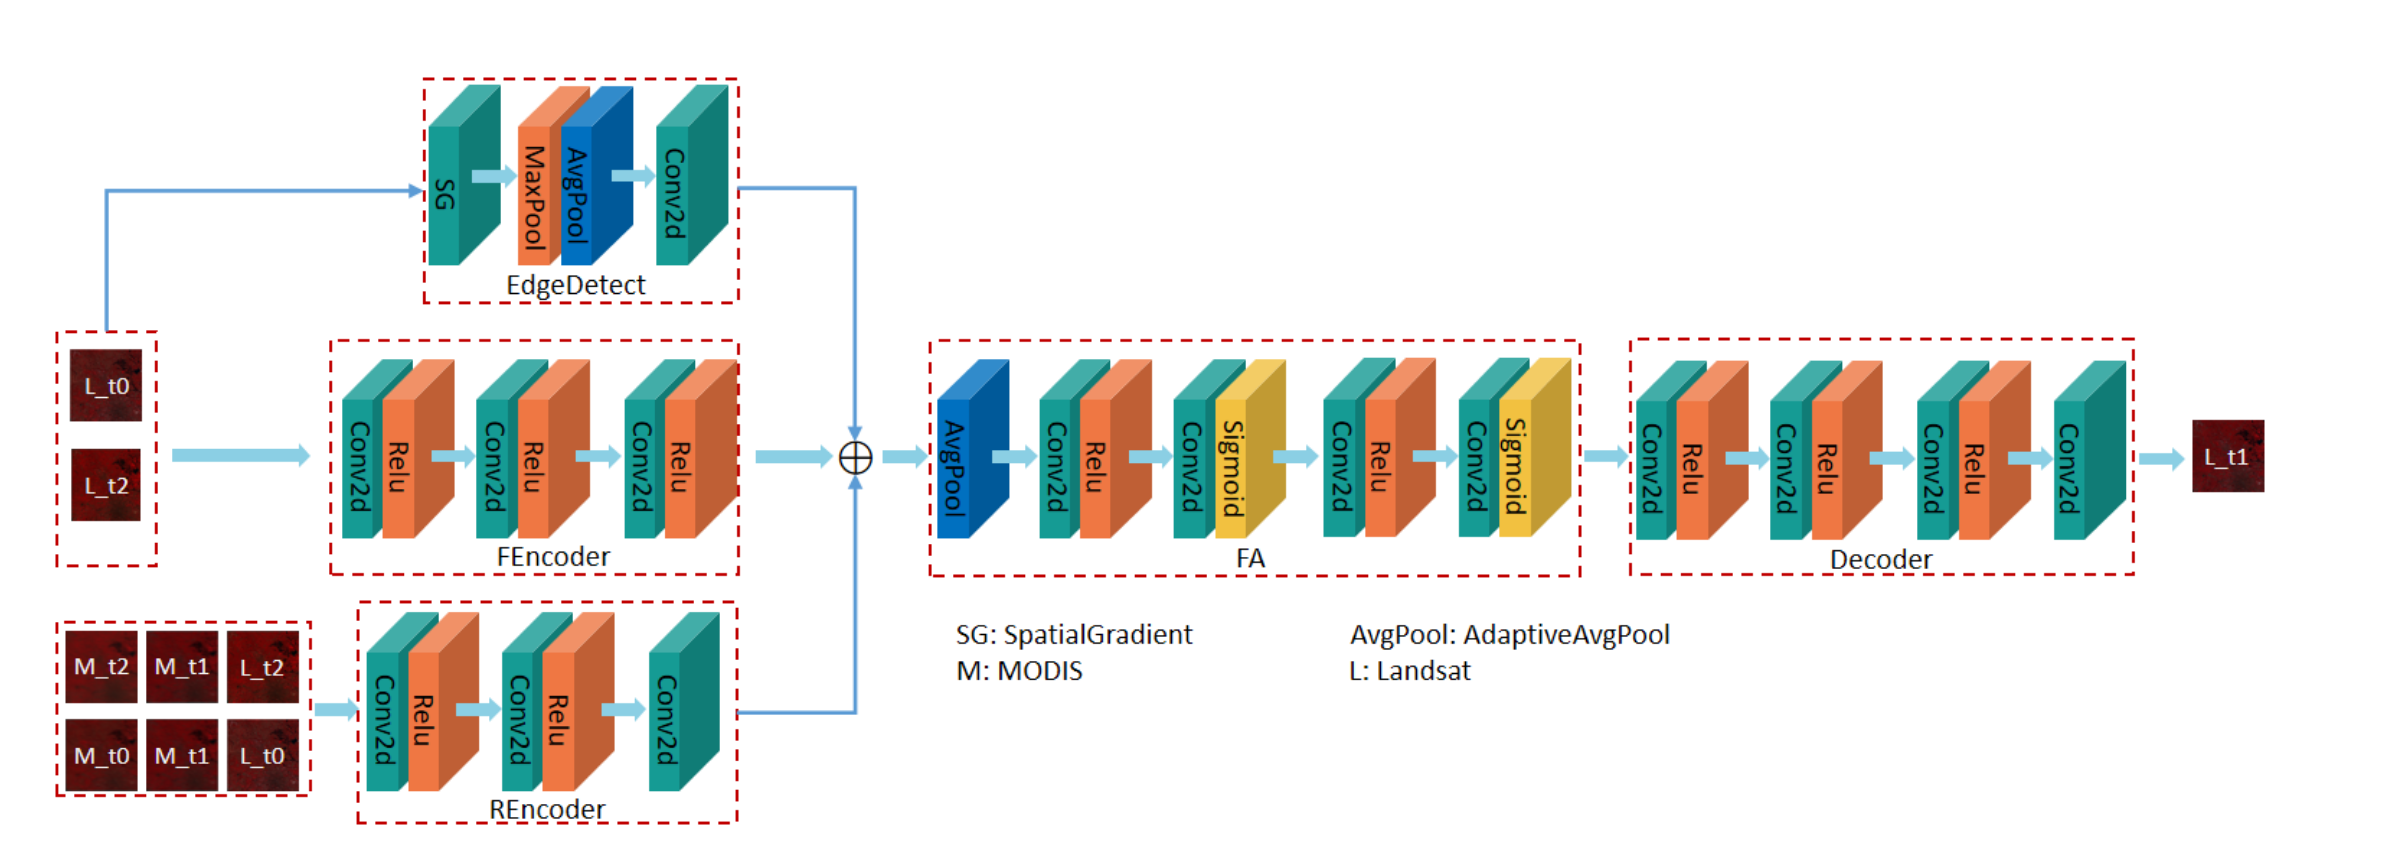 SG
MaxPool
AvgPool
Conv2d
EdgeDetect
L_t0
L_t2
Conv2d
Relu
Conv2d
Relu
Conv2d
Relu
FEncoder
M_t2 M_t1 L_t2
M_t0 M_t1 L_t0
Conv2d
Relu
Conv2d
Relu
Conv2d
REncoder
AvgPool
Conv2d
Relu
Conv2d
Sigmoid
Conv2d
Relu
Conv2d
Sigmoid
FA
Conv2d
Relu
Conv2d
Relu
Conv2d
Relu
Conv2d
Decoder
L_t1
SG: SpatialGradient
AvgPool: AdaptiveAvgPool
M: MODIS
L: Landsat